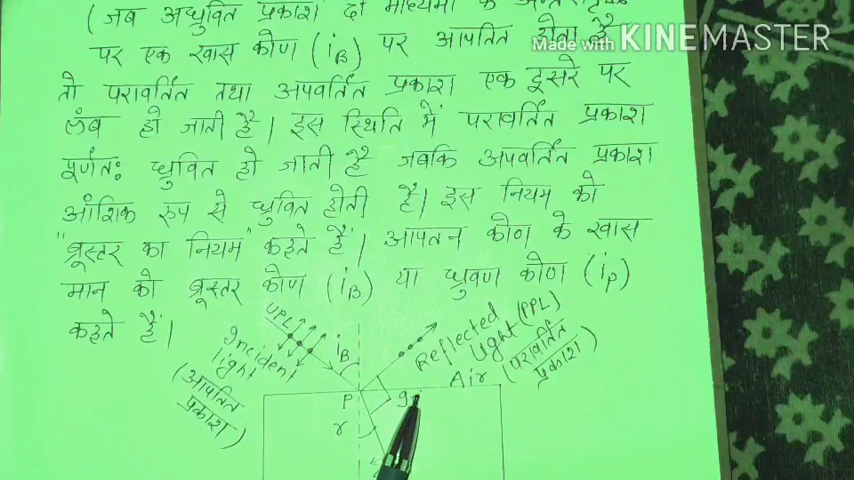 (जब अध्रुवित प्रकाश दो माध्यमों के
पर एक खास कोण (iB) पर आपतित होता है
Made with KINEMASTER
तो परावर्तित तथा अपवर्तित प्रकाश एक दूसरे पर
लंब हो जाती है। इस स्थिति में परावर्तित प्रकाश
पूर्णतः ध्रुवित हो जाती है जबकि अपवर्तित प्रकाश
आंशिक रूप से ध्रुवित होती है। इस नियम को
"ब्रूस्टर का नियम" कहते हैं। आपतन कोण के खास
मान को ब्रूस्टर कोण (iB) या ध्रुवण कोण (iP)
कहते हैं।
UPL
Incident
light
(आपतित
प्रकाश)
iB
Reflected
Light (PPL)
(परावर्तित
प्रकाश)
Air
P
r